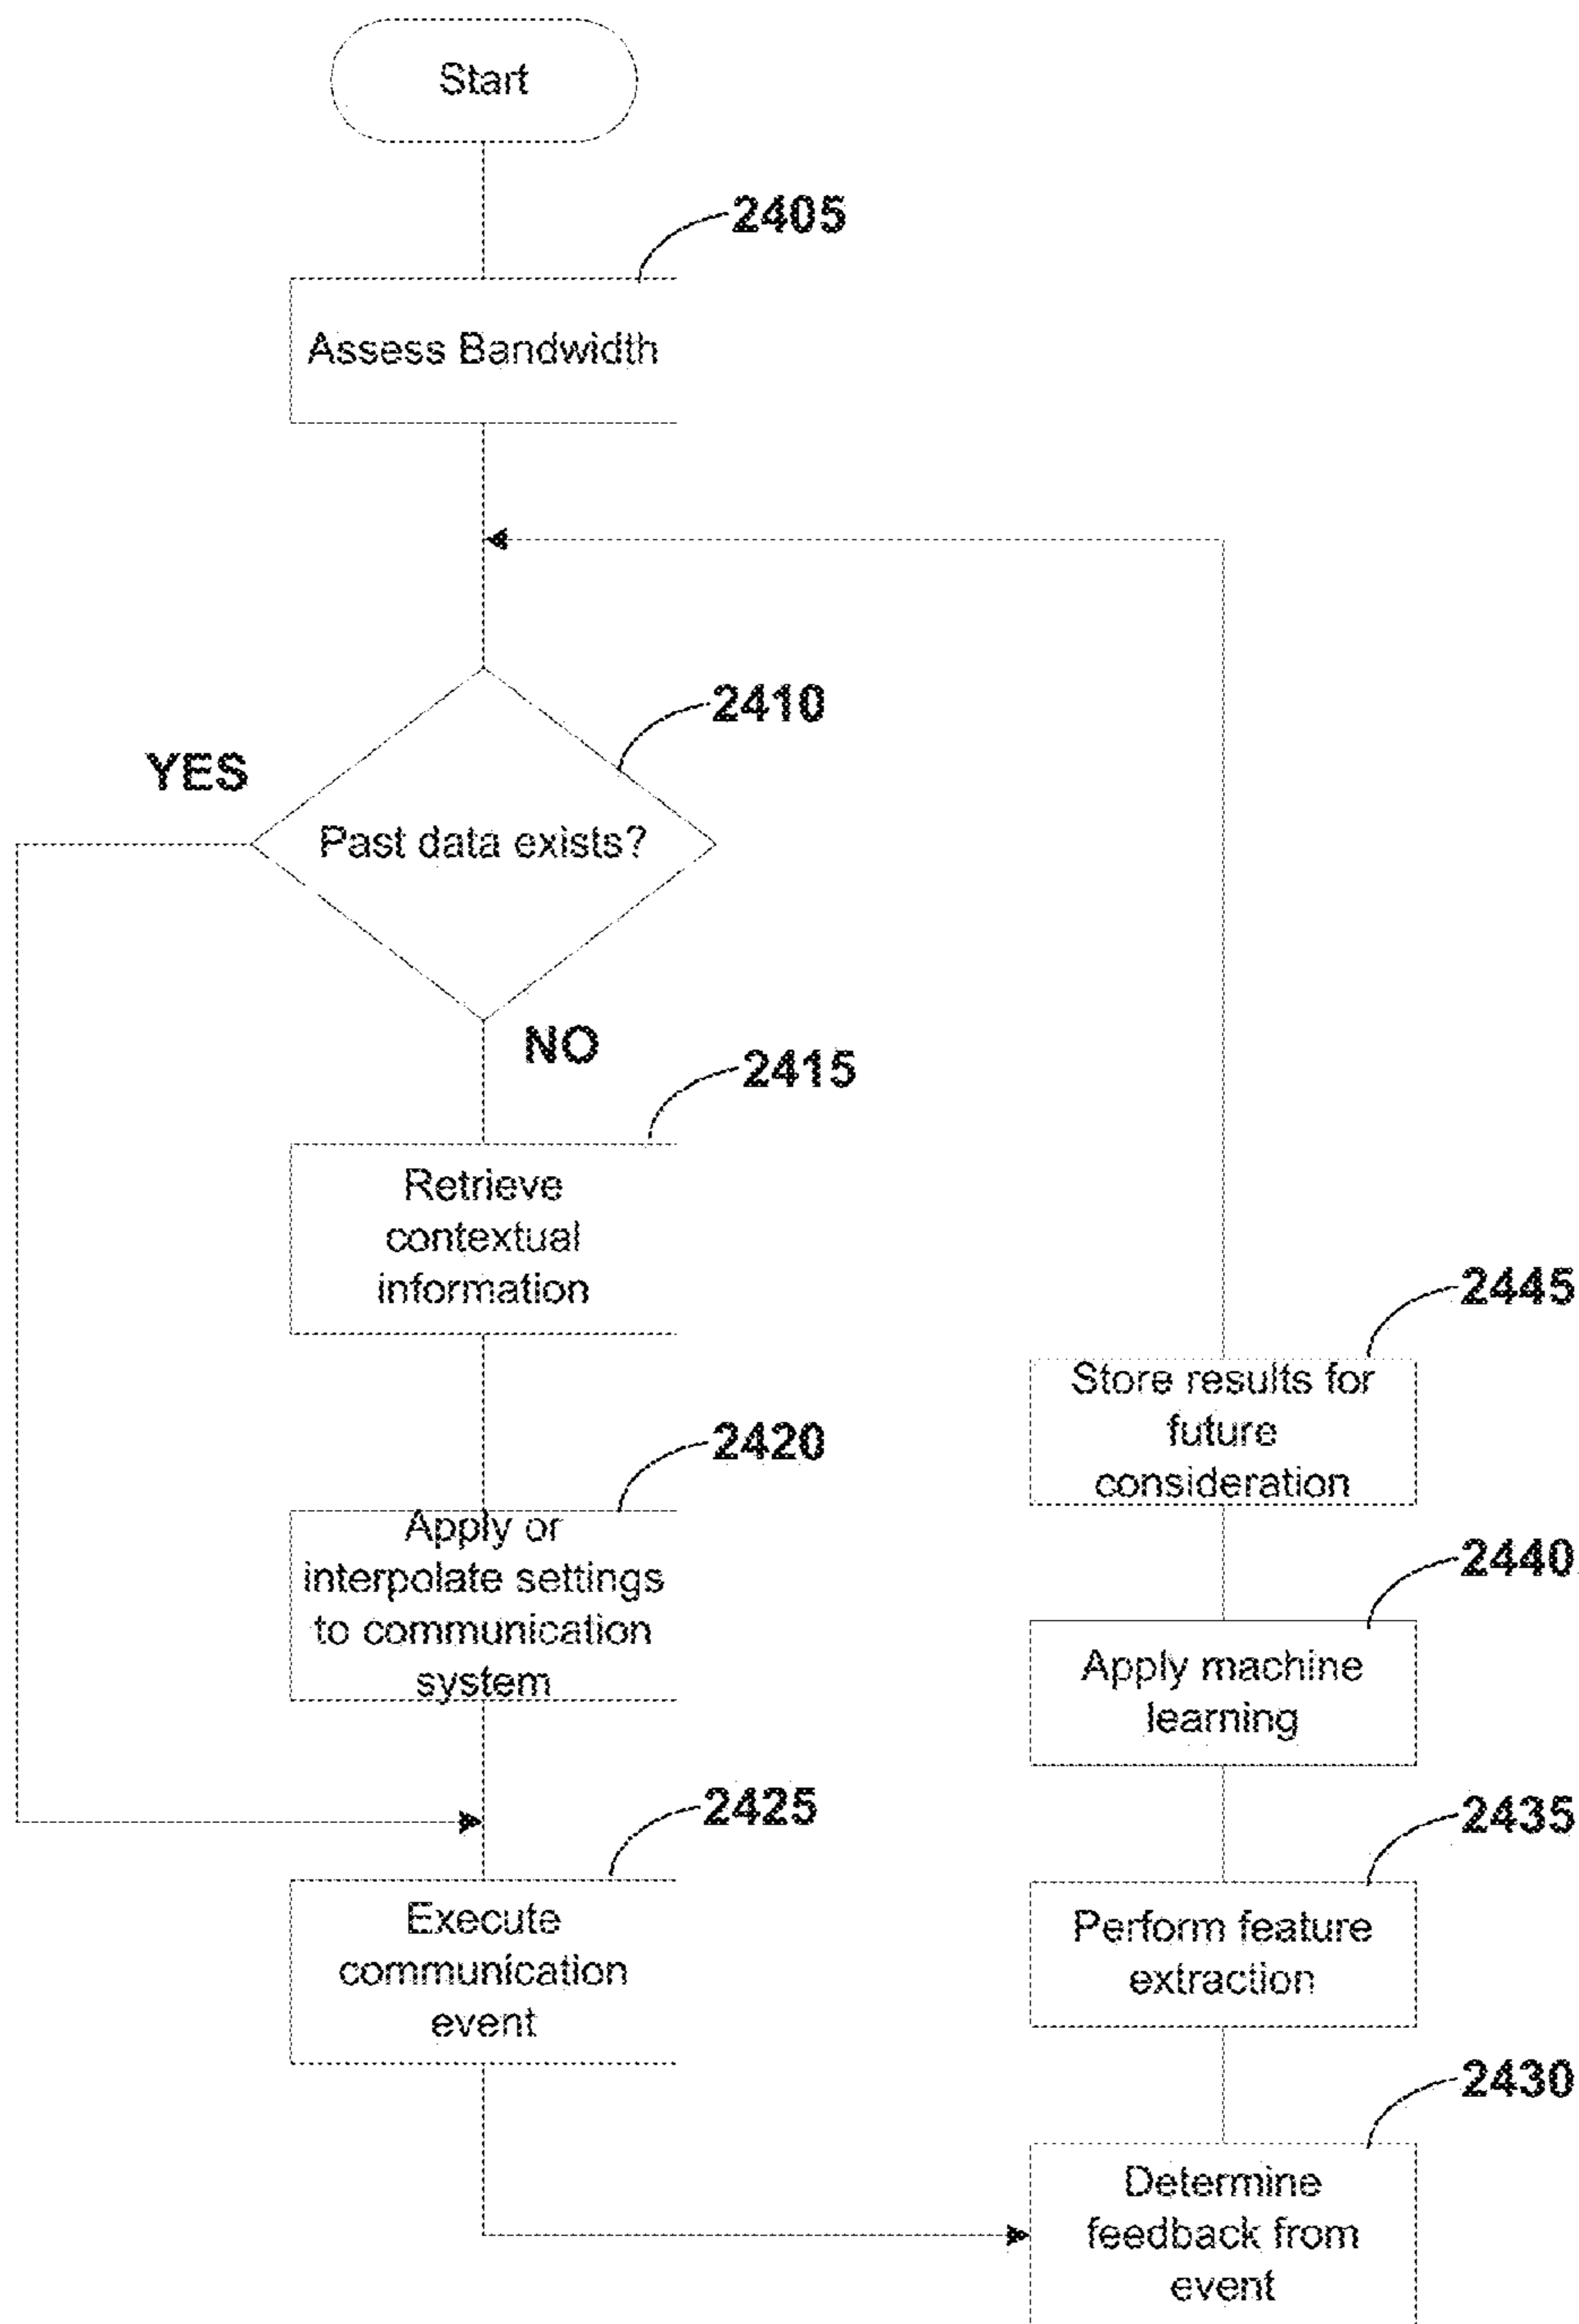 Start
2405
Assess Bandwidth
2410
YES
Past data exists?
NO
2415
Retrieve
contextual
information
2420
Apply or
interpolate settings
to communication
system
2425
Execute
communication
event
2445
Store results for
future
consideration
2440
Apply machine
learning
2435
Perform feature
extraction
2430
Determine
feedback from
event